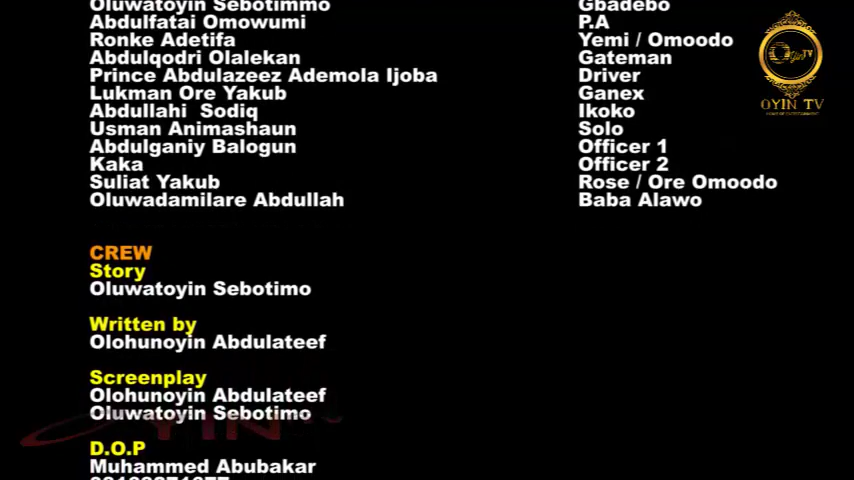 Oluwatoyin Sebotimmo Gbadebo
Abdulfatai Omowumi P.A
Ronke Adetifa Yemi / Omoodo
Abdulqodri Olalekan Gateman
Prince Abdulazeez Ademola Ijoba Driver
Lukman Ore Yakub Ganex
Abdullahi Sodiq Ikoko
Usman Animashaun Solo
Abdulganiy Balogun Officer 1
Kaka Officer 2
Suliat Yakub Rose / Ore Omoodo
Oluwadamilare Abdullah Baba Alawo
CREW
Story
Oluwatoyin Sebotimo
Written by
Olohunoyin Abdulateef
Screenplay
Olohunoyin Abdulateef
Oluwatoyin Sebotimo
D.O.P
Muhammed Abubakar
OYIN TV